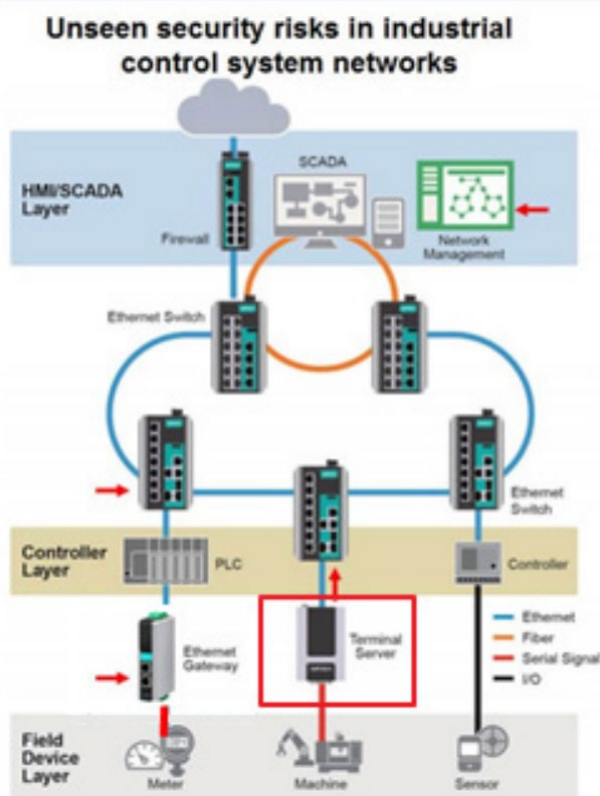 Unseen security risks in industrial
control system networks
HMI/SCADA
Layer
SCADA
Firewall
Network
Management
Ethernet Switch
Ethernet
Switch
Controller
Layer
PLC
Controller
Ethernet
Gateway
Terminal
Server
Ethernet
Fiber
Serial Signal
I/O
Field
Device
Layer
Meter
Machine
Sensor